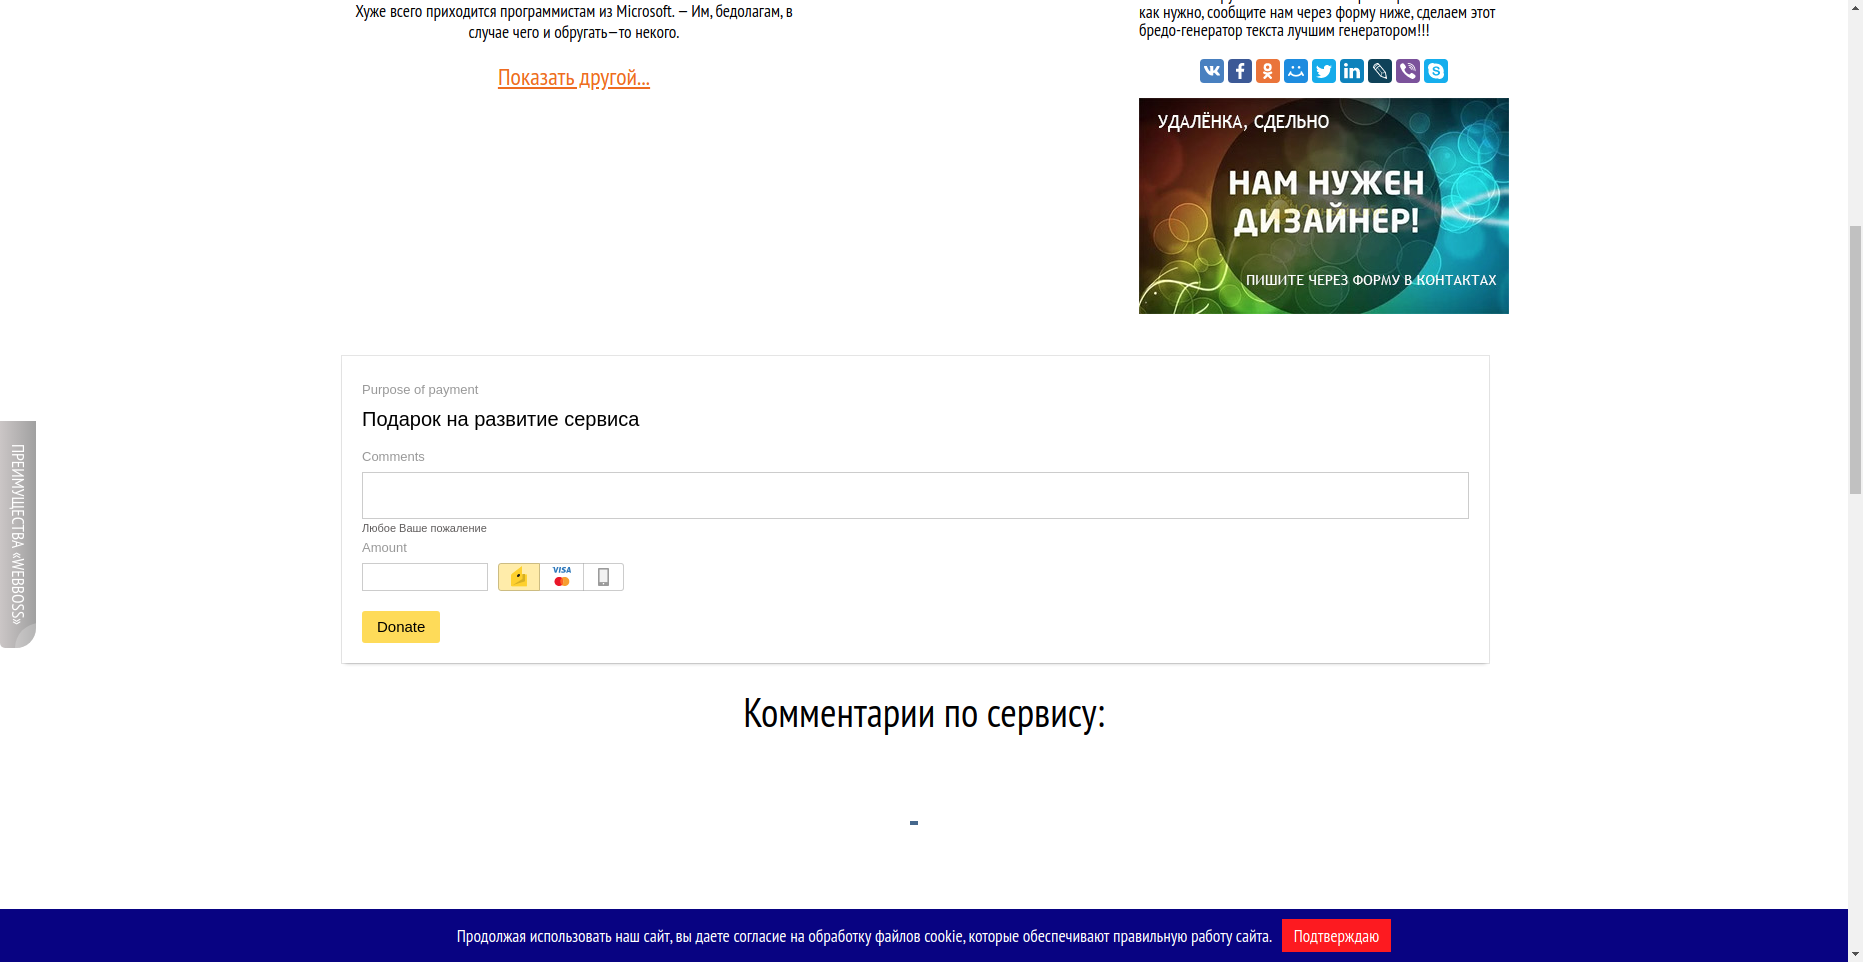 Хуже всего приходится программистам из Microsoft. — Им, бедолагам, в
случае чего и обругать—то некого.
Показать другой...
как нужно, сообщите нам через форму ниже, сделаем этот
бредо-генератор текста лучшим генератором!!!
УДАЛЁНКА, СДЕЛЬНО
НАМ НУЖЕН
ДИЗАЙНЕР!
ПИШИТЕ ЧЕРЕЗ ФОРМУ В КОНТАКТАХ
ПРЕИМУЩЕСТВА «WEBBOSS»
Purpose of payment
Подарок на развитие сервиса
Comments
Любое Ваше пожаление
Amount
VISA
Donate
Комментарии по сервису:
Продолжая использовать наш сайт, вы даете согласие на обработку файлов cookie, которые обеспечивают правильную работу сайта.
Подтверждаю